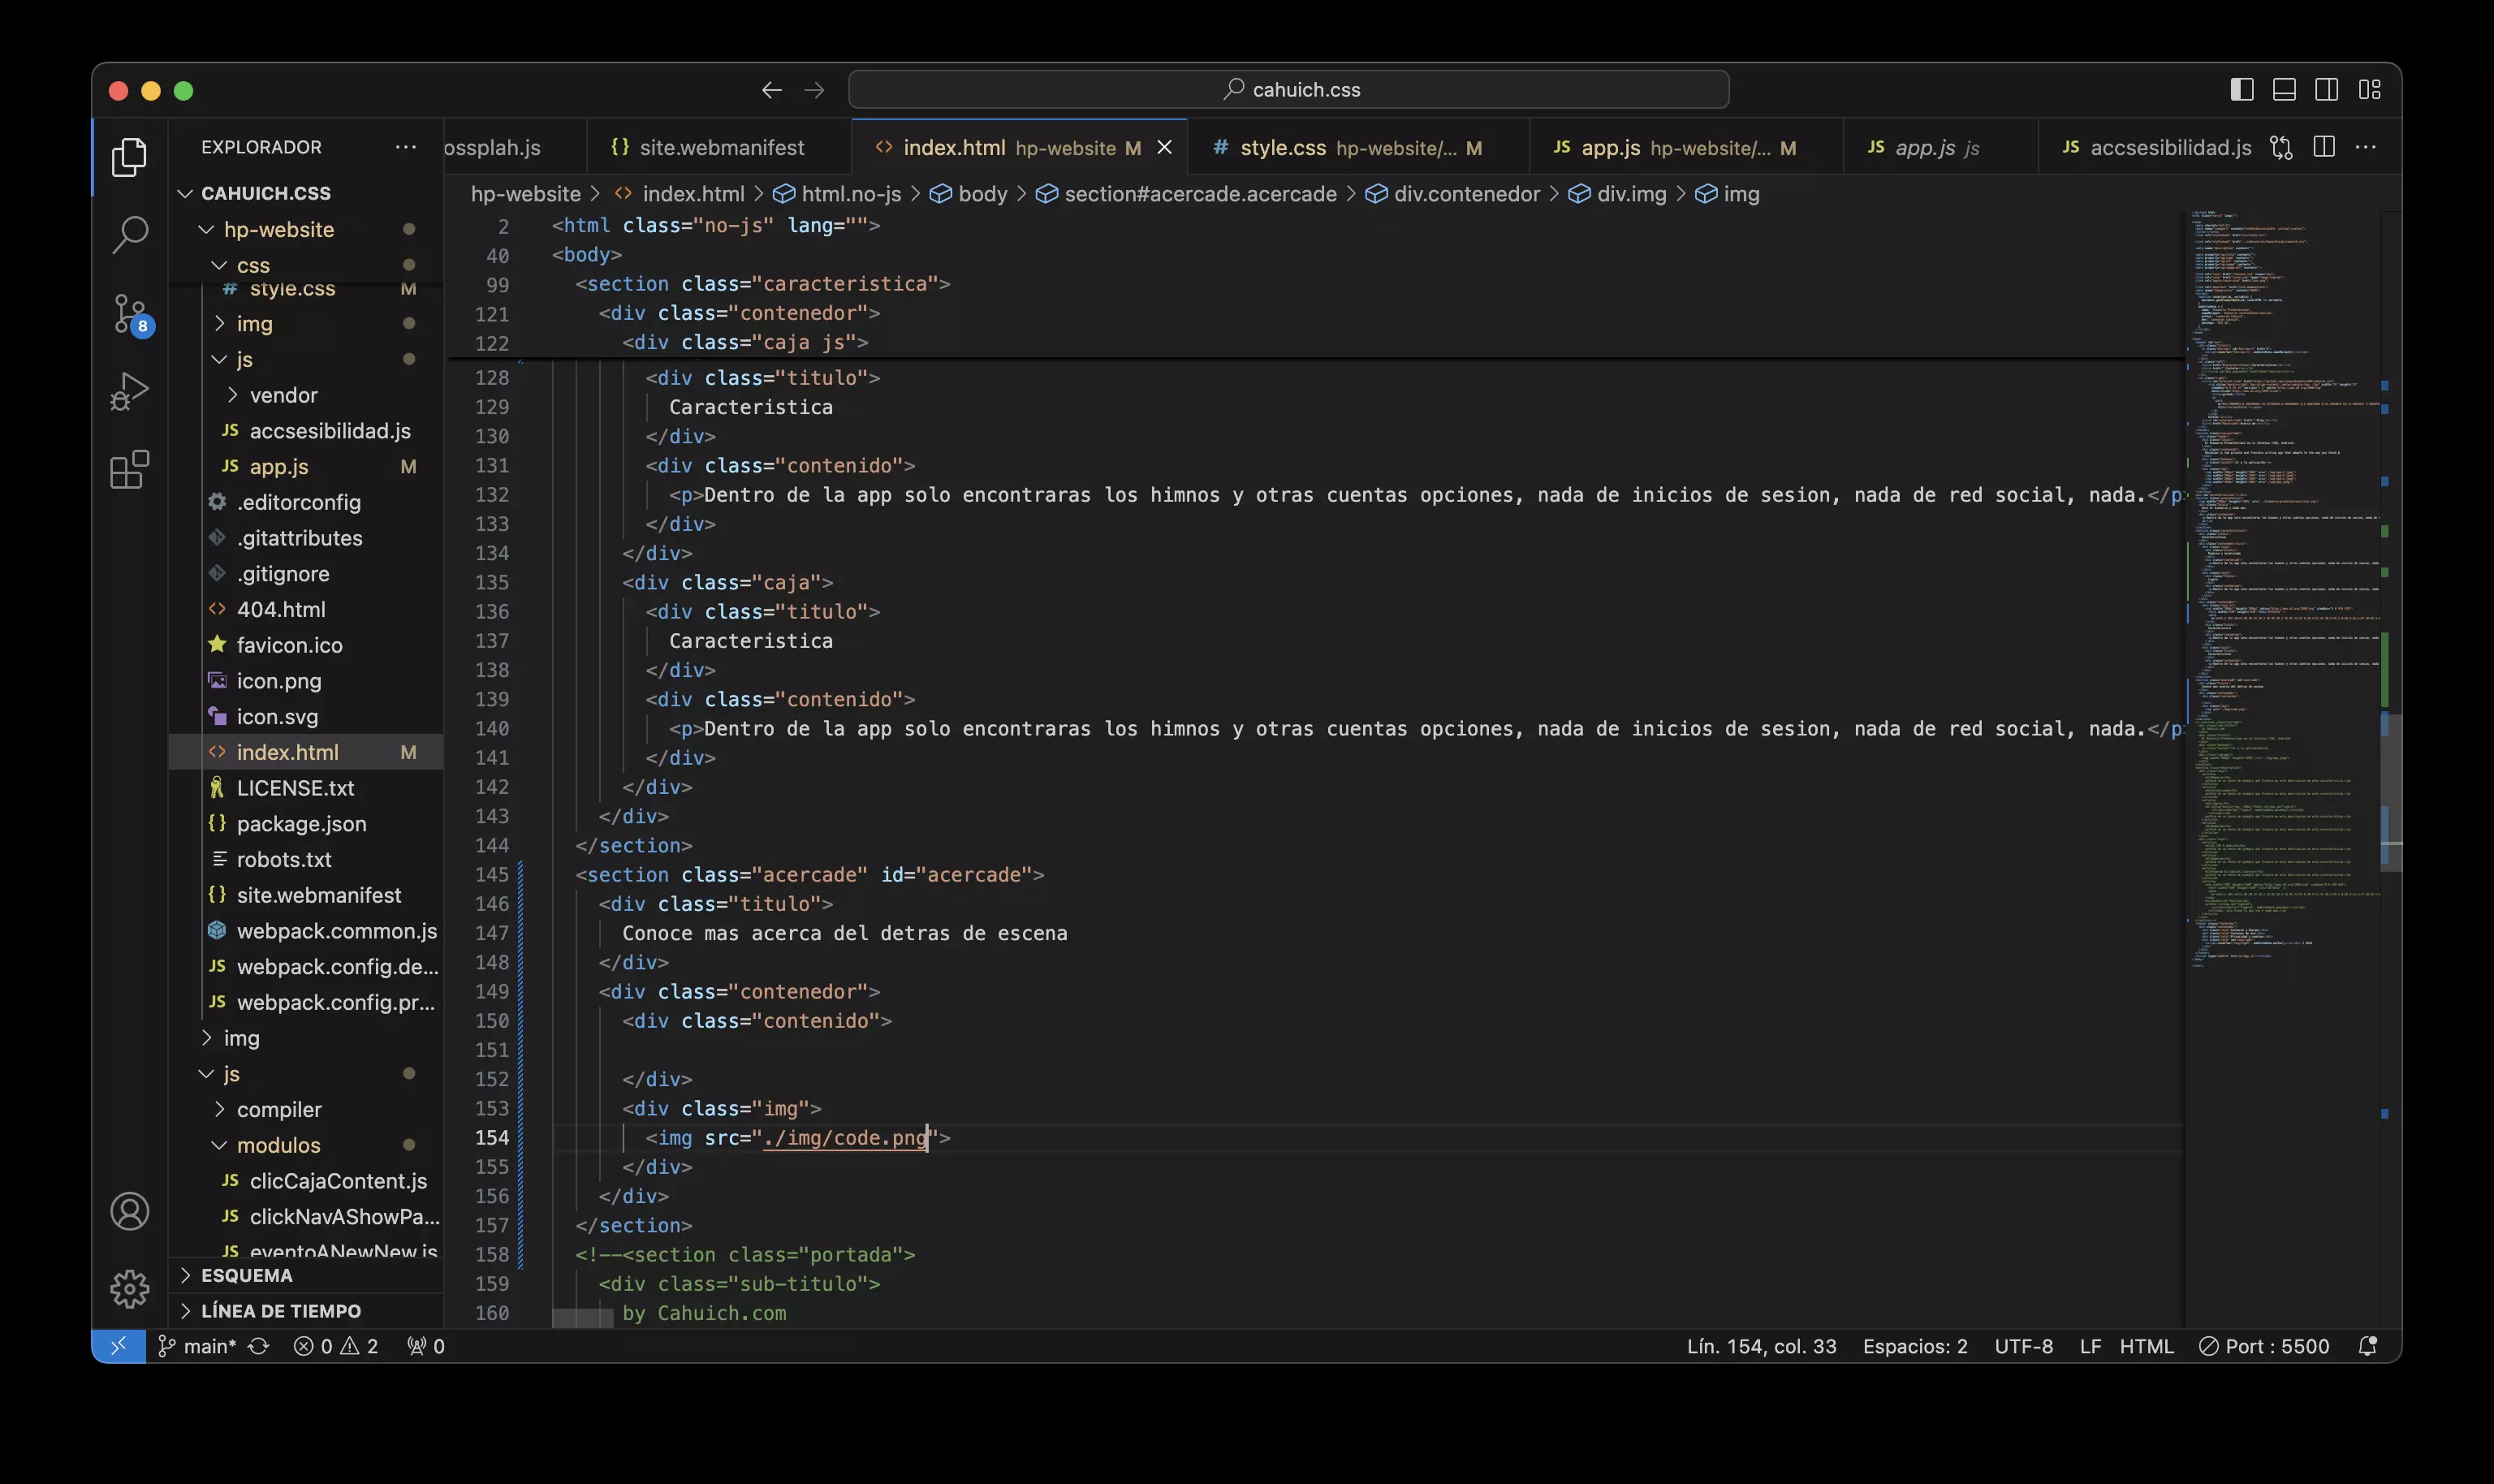 cahuich.css
EXPLORADOR
ossplah.js
site.webmanifest
index.html hp-website M
style.css hp-website/... M
JS app.js hp-website/... M
JS app.js js
JS accsesibilidad.js
hp-website > index.html > html.no-js > body > section#acercade.acercade > div.contenedor > div.img > img
CAHUICH.CSS
hp-website
css
style.css M
img
js
vendor
JS accsesibilidad.js
JS app.js M
.editorconfig
.gitattributes
.gitignore
404.html
favicon.ico
icon.png
icon.svg
index.html M
LICENSE.txt
package.json
robots.txt
site.webmanifest
webpack.common.js
JS webpack.config.de...
JS webpack.config.pr...
img
js
compiler
modulos
JS clicCajaContent.js
JS clickNavAShowPa...
JS eventoANewNew.js
ESQUEMA
LÍNEA DE TIEMPO
8
2 <html class="no-js" lang="">
40 <body>
99 <section class="caracteristica">
121 <div class="contenedor">
122 <div class="caja js">
128 <div class="titulo">
129 Caracteristica
130 </div>
131 <div class="contenido">
132 <p>Dentro de la app solo encontraras los himnos y otras cuentas opciones, nada de inicios de sesion, nada de red social, nada.</p
133 </div>
134 </div>
135 <div class="caja">
136 <div class="titulo">
137 Caracteristica
138 </div>
139 <div class="contenido">
140 <p>Dentro de la app solo encontraras los himnos y otras cuentas opciones, nada de inicios de sesion, nada de red social, nada.</p
141 </div>
142 </div>
143 </div>
144 </section>
145 <section class="acercade" id="acercade">
146 <div class="titulo">
147 Conoce mas acerca del detras de escena
148 </div>
149 <div class="contenedor">
150 <div class="contenido">
151
152 </div>
153 <div class="img">
154 <img src="./img/code.png">
155 </div>
156 </div>
157 </section>
158 <!--<section class="portada">
159 <div class="sub-titulo">
160 by Cahuich.com
main* 0 2 0
Lín. 154, col. 33 Espacios: 2 UTF-8 LF HTML Port : 5500